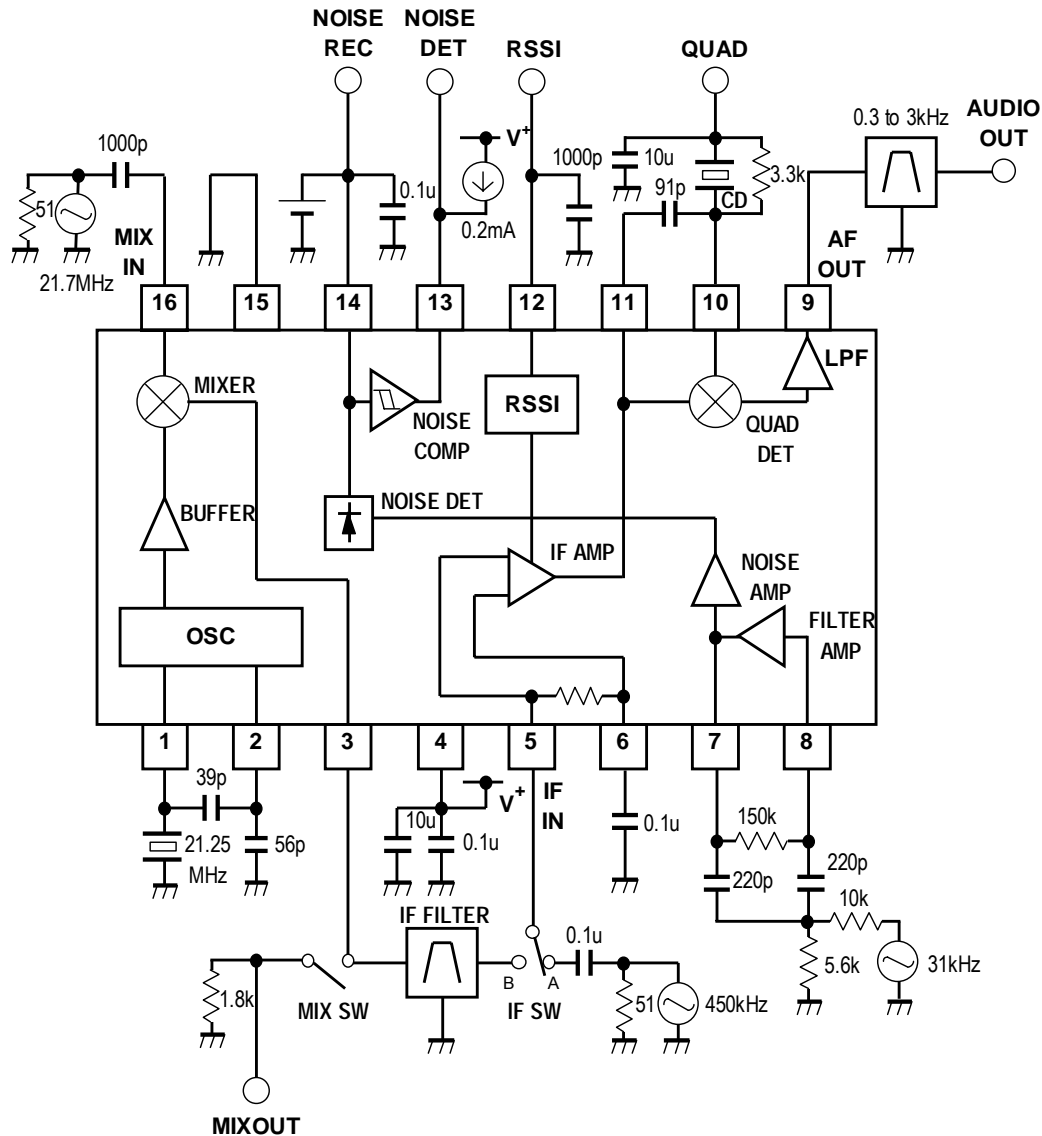 NOISE
REC
NOISE
DET
RSSI
QUAD
0.3 to 3kHz
AUDIO
OUT
1000p
V+
1000p
10u
3.3k
0.1u
91p
CD
51
MIX
IN
0.2mA
AF
OUT
21.7MHz
16
15
14
13
12
11
10
9
LPF
MIXER
RSSI
NOISE
COMP
QUAD
DET
NOISE DET
BUFFER
IF AMP
NOISE
AMP
FILTER
AMP
OSC
1
2
3
4
5
6
7
8
39p
V+
IF
IN
10u
0.1u
0.1u
150k
21.25
MHz
56p
220p
220p
10k
IF FILTER
0.1u
5.6k
31kHz
1.8k
MIX SW
B
A
IF SW
51
450kHz
MIXOUT